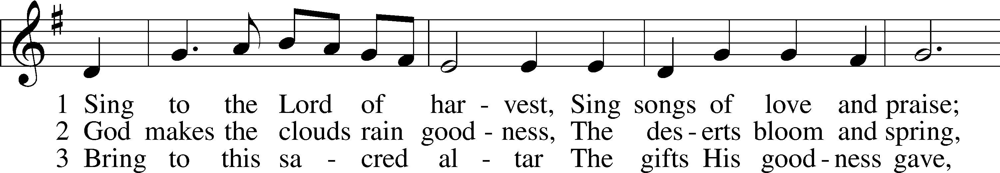 1 Sing to the Lord of har - vest, Sing songs of love and praise;
2 God makes the clouds rain good - ness, The des - erts bloom and spring,
3 Bring to this sa - cred al - tar The gifts His good - ness gave,